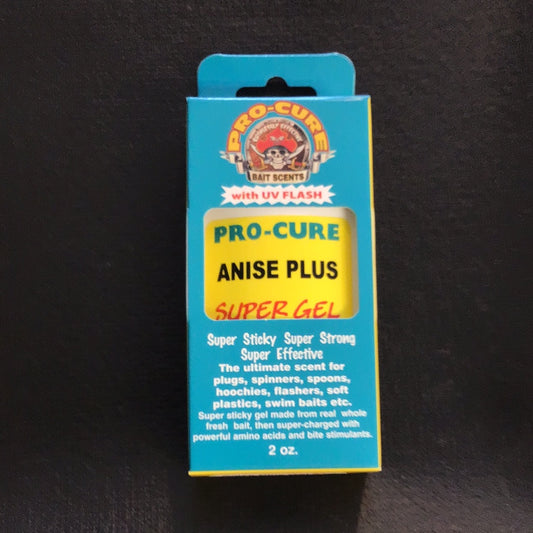 PRO-CURE
BAIT SCENTS
with UV FLASH
PRO-CURE
ANISE PLUS
SUPER GEL
Super Sticky Super Strong
Super Effective
The ultimate scent for
plugs, spinners, spoons,
hoochies, flashers, soft
plastics, swim baits etc.
Super sticky gel made from real whole
fresh bait, then super-charged with
powerful amino acids and bite stimulants.
2 oz.